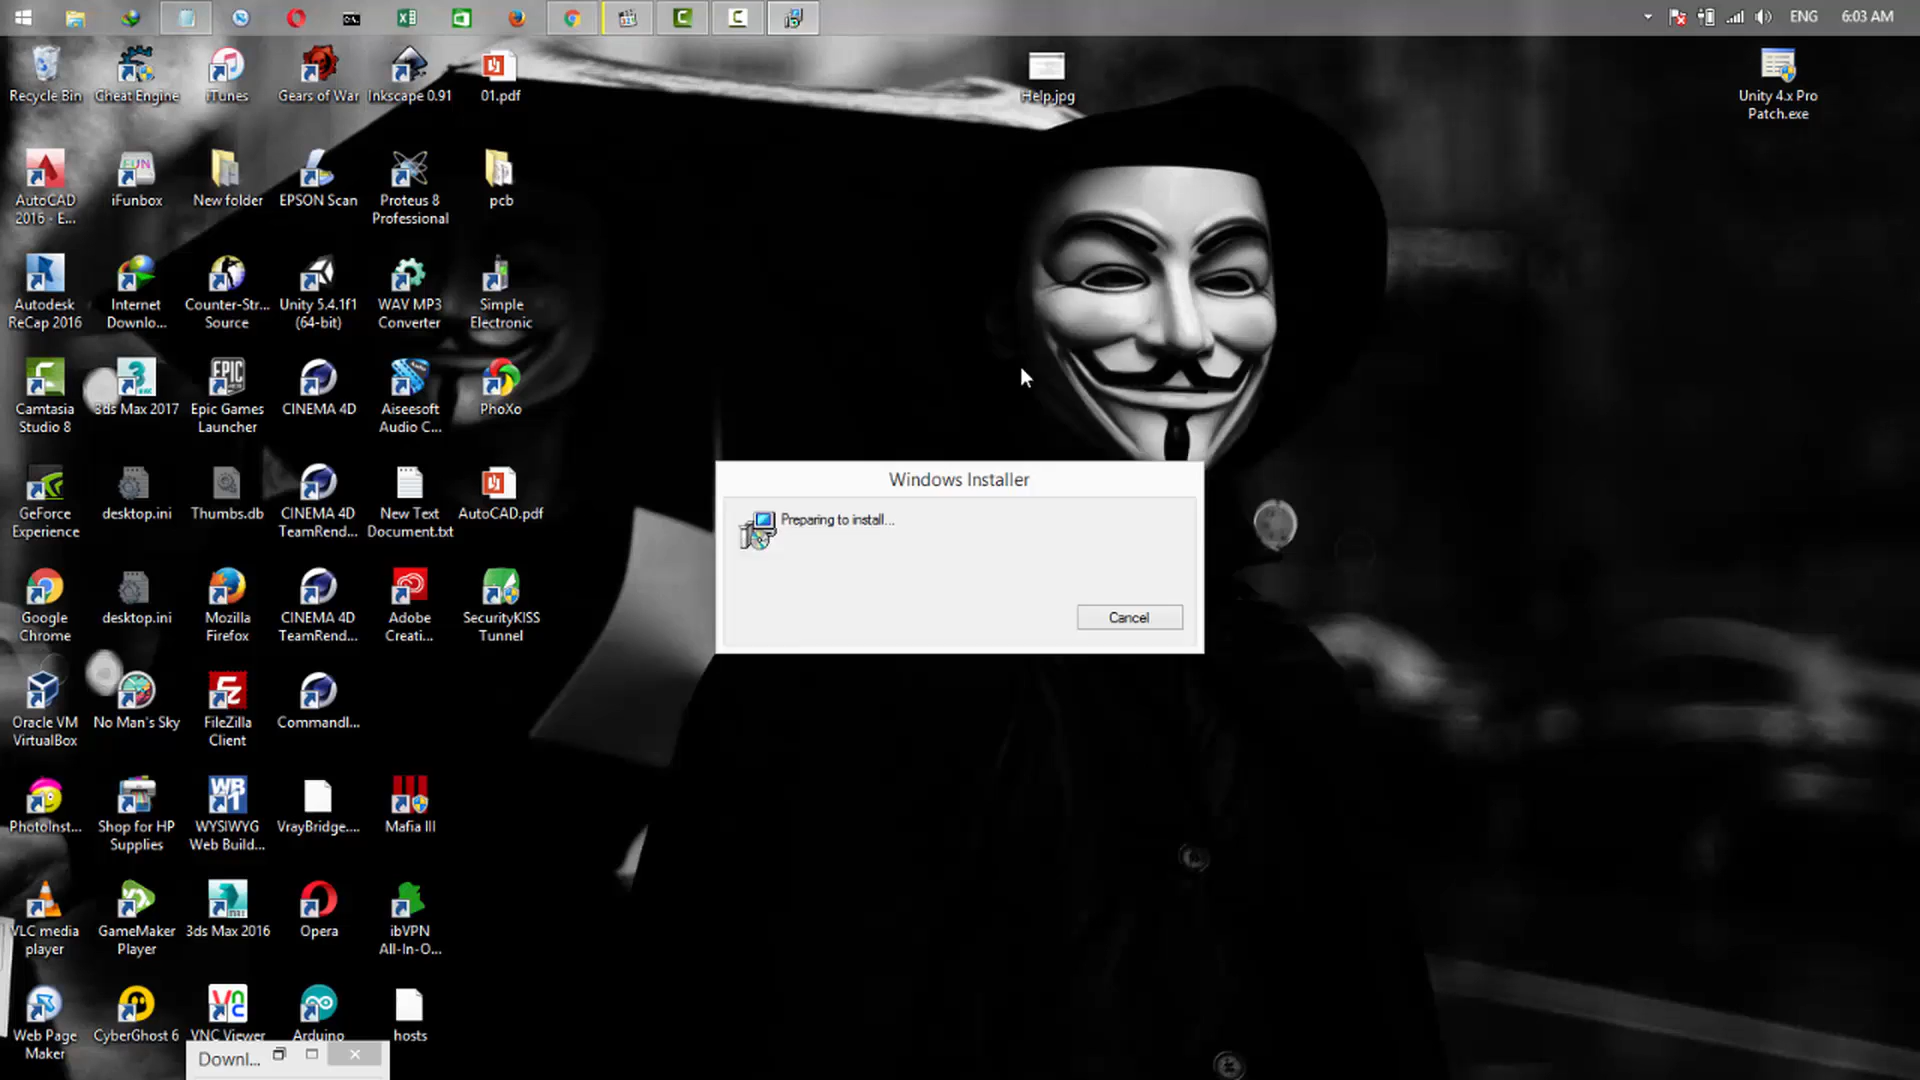 ENG
6:03 AM
Recycle Bin
Cheat Engine
iTunes
Gears of War
Inkscape 0.91
01.pdf
Help.jpg
Unity 4.x Pro
Patch.exe
AutoCAD
2016 - E...
iFunbox
New folder
EPSON Scan
Proteus 8
Professional
pcb
Autodesk
ReCap 2016
Internet
Downlo...
Counter-Str...
Source
Unity 5.4.1f1
(64-bit)
WAV MP3
Converter
Simple
Electronic
Camtasia
Studio 8
3ds Max 2017
EPIC
GAMES
Epic Games
Launcher
CINEMA 4D
Aiseesoft
Audio C...
PhoXo
Windows Installer
Preparing to install...
Cancel
GeForce
Experience
desktop.ini
Thumbs.db
CINEMA 4D
TeamRend...
New Text
Document.txt
AutoCAD.pdf
Google
Chrome
desktop.ini
Mozilla
Firefox
CINEMA 4D
TeamRend...
Adobe
Creati...
SecurityKISS
Tunnel
Oracle VM
VirtualBox
No Man's Sky
FileZilla
Client
Commandl...
PhotoInst...
Shop for HP
Supplies
WB
WYSIWYG
Web Build...
VrayBridge....
Mafia III
VLC media
player
GameMaker
Player
3ds Max 2016
Opera
ibVPN
All-In-O...
Web Page
Maker
CyberGhost 6
VNC Viewer
Arduino
hosts
Downl...